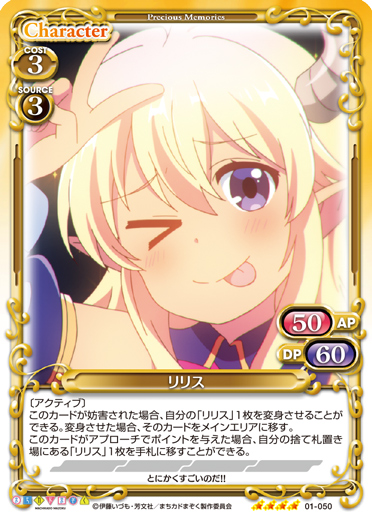 Precious Memories
Character
COST
3
SOURCE
3
50 AP
DP 60
リリス
［アクティブ］
このカードが妨害された場合、自分の「リリス」1枚を変身させることが
できる。変身させた場合、そのカードをメインエリアに移す。
このカードがアプローチでポイントを与えた場合、自分の捨て札置き
場にある「リリス」1枚を手札に移すことができる。
とにかくすごいのだ!!
©伊藤いづも・芳文社／まちカドまぞく製作委員会
01-050